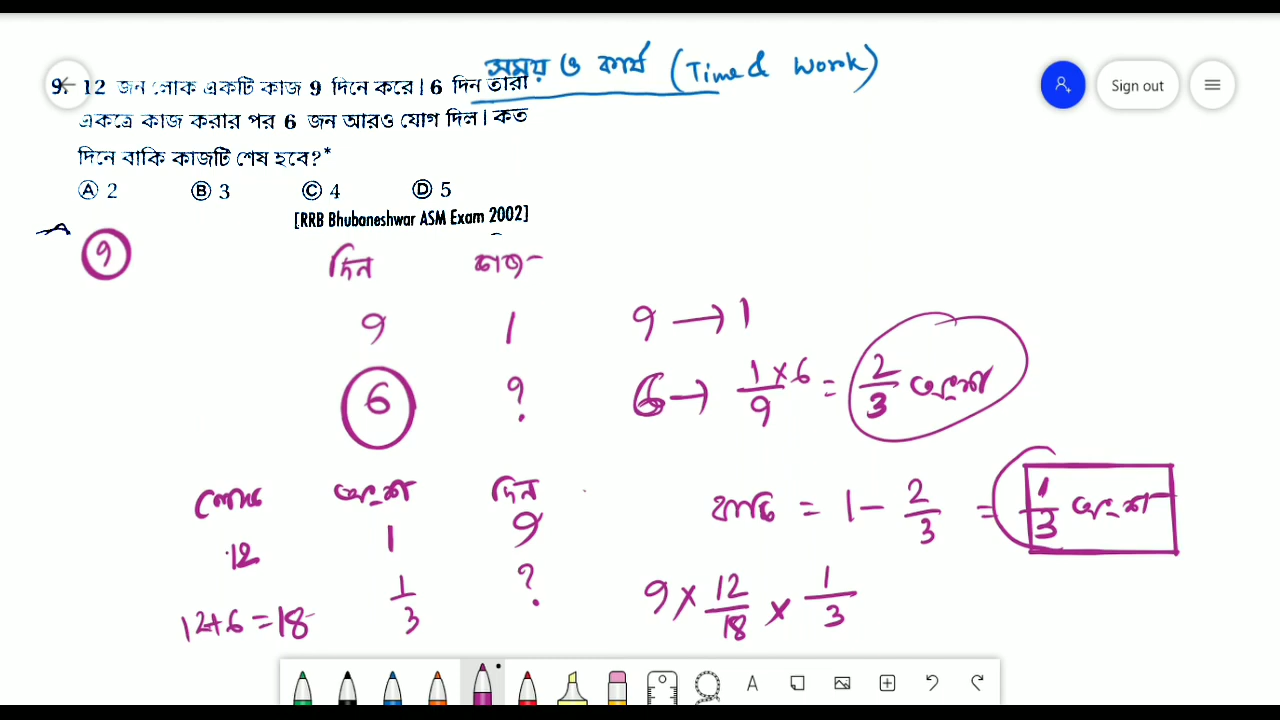 সময় ও কার্য (Time & Work)
Sign out
9. 12 জন লোক একটি কাজ 9 দিনে করে। 6 দিন তারা
একত্রে কাজ করার পর 6 জন আরও যোগ দিল। কত
দিনে বাকি কাজটি শেষ হবে?*
Ⓐ 2 Ⓑ 3 Ⓒ 4 Ⓓ 5
[RRB Bhubaneshwar ASM Exam 2002]
A
9
দিন কাজ
9 1 9 → 1
6 ? 6 → 1×6/9 = 2/3 অংশ
লোক অংশ দিন
বাকি = 1 - 2/3 = 1/3 অংশ
12 1 9
12+6=18 1/3 ? 9 × 12/18 × 1/3
A